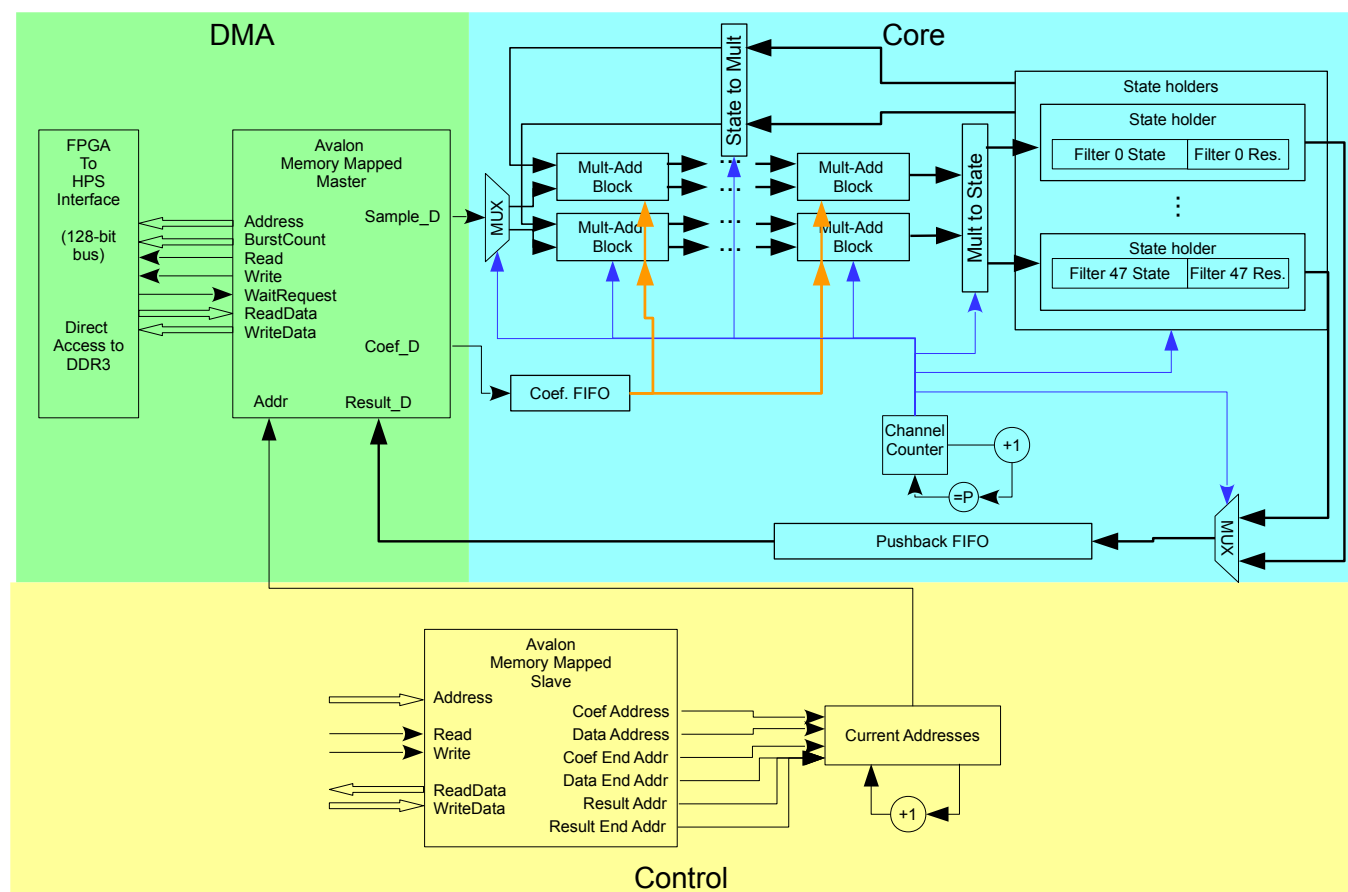 DMA
Core
FPGA
To
HPS
Interface
(128-bit
bus)
Direct
Access to
DDR3
Avalon
Memory Mapped
Master
Address
BurstCount
Read
Write
WaitRequest
ReadData
WriteData
Sample_D
Coef_D
Addr
Result_D
MUX
State to Mult
Mult-Add
Block
...
Mult-Add
Block
...
Mult-Add
Block
...
Mult-Add
Block
...
Mult to State
State holders
State holder
Filter 0 State
Filter 0 Res.
...
State holder
Filter 47 State
Filter 47 Res.
Coef. FIFO
Channel
Counter
+1
=P
MUX
Pushback FIFO
Avalon
Memory Mapped
Slave
Address
Read
Write
ReadData
WriteData
Coef Address
Data Address
Coef End Addr
Data End Addr
Result Addr
Result End Addr
Current Addresses
+1
Control